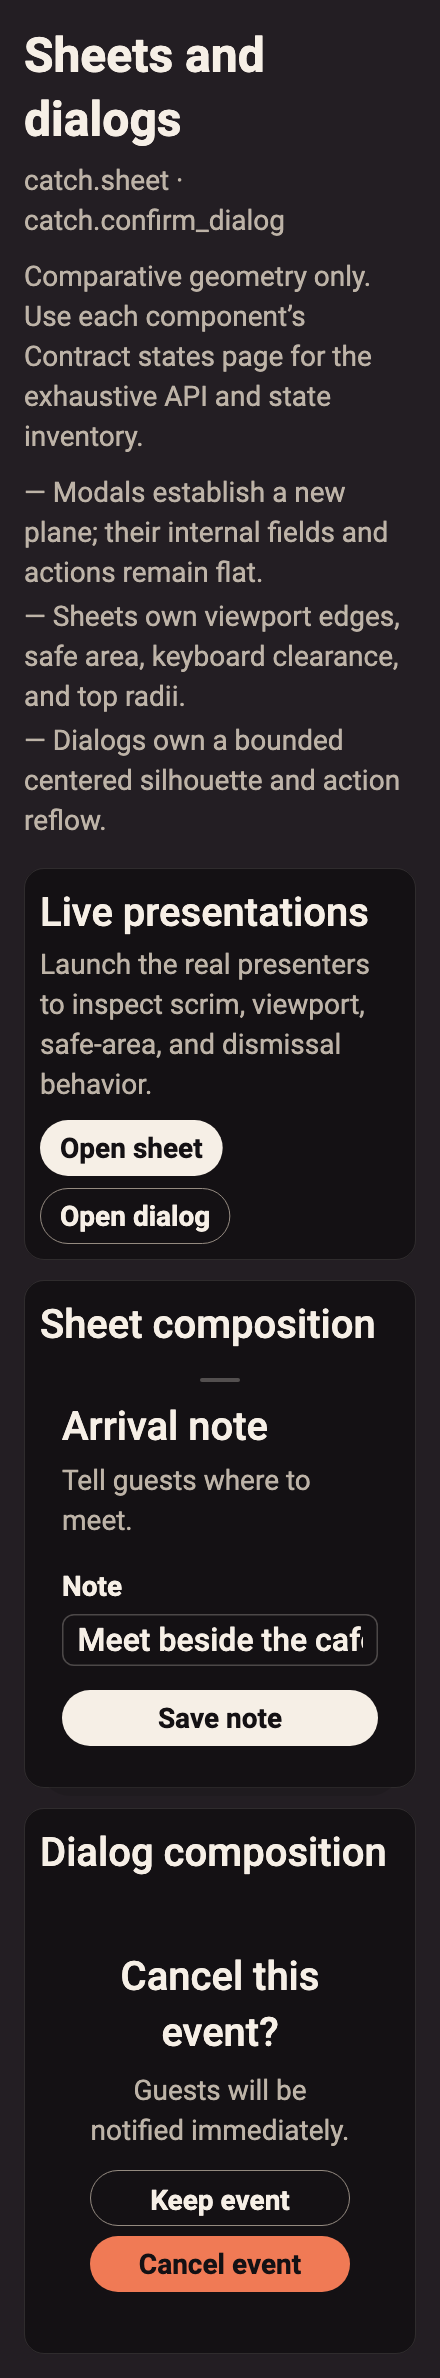 Sheets and
dialogs
catch.sheet ·
catch.confirm_dialog
Comparative geometry only.
Use each component’s
Contract states page for the
exhaustive API and state
inventory.
— Modals establish a new
plane; their internal fields and
actions remain flat.
— Sheets own viewport edges,
safe area, keyboard clearance,
and top radii.
— Dialogs own a bounded
centered silhouette and action
reflow.
Live presentations
Launch the real presenters
to inspect scrim, viewport,
safe-area, and dismissal
behavior.
Open sheet
Open dialog
Sheet composition
Arrival note
Tell guests where to
meet.
Note
Meet beside the caf
Save note
Dialog composition
Cancel this
event?
Guests will be
notified immediately.
Keep event
Cancel event